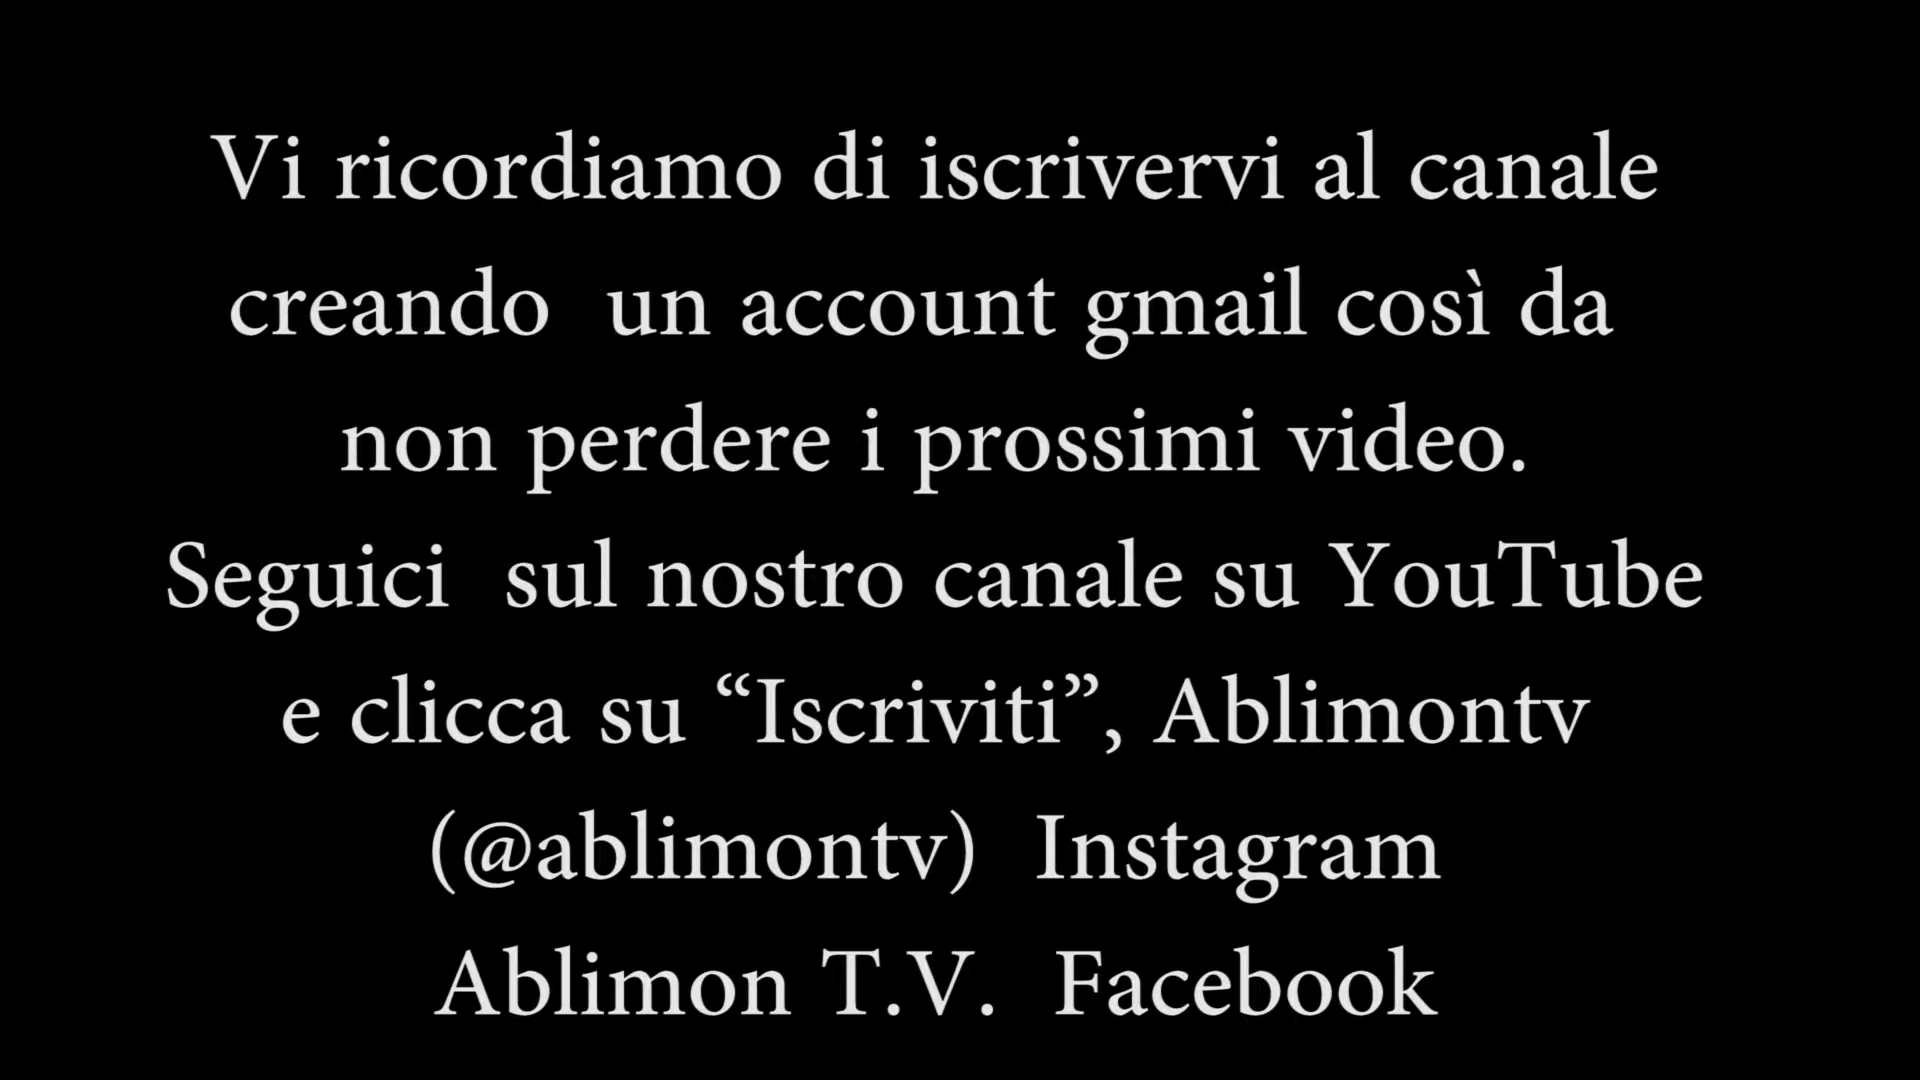 Vi ricordiamo di iscrivervi al canale
creando  un account gmail così da
non perdere i prossimi video.
Seguici  sul nostro canale su YouTube
e clicca su “Iscriviti”, Ablimontv
(@ablimontv)  Instagram
Ablimon T.V.  Facebook